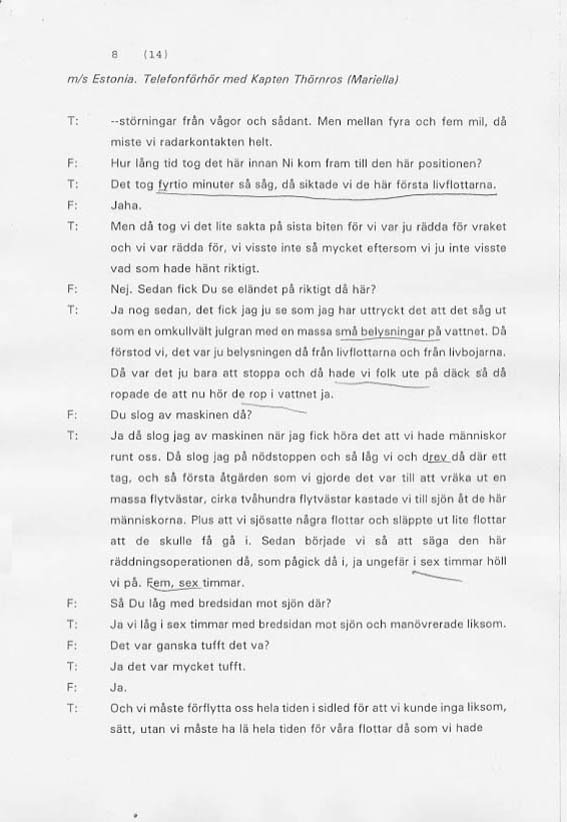 8 (14)
m/s Estonia. Telefonförhör med Kapten Thörnros (Mariella)
T: --störningar från vågor och sådant. Men mellan fyra och fem mil, då
miste vi radarkontakten helt.
F: Hur lång tid tog det här innan Ni kom fram till den här positionen?
T: Det tog fyrtio minuter så såg, då siktade vi de här första livflottarna.
F: Jaha.
T: Men då tog vi det lite sakta på sista biten för vi var ju rädda för vraket
och vi var rädda för, vi visste inte så mycket eftersom vi ju inte visste
vad som hade hänt riktigt.
F: Nej. Sedan fick Du se eländet på riktigt då här?
T: Ja nog sedan, det fick jag ju se som jag har uttryckt det att det såg ut
som en omkullvält julgran med en massa små belysningar på vattnet. Då
förstod vi, det var ju belysningen då från livflottarna och från livbojarna.
Då var det ju bara att stoppa och då hade vi folk ute på däck så då
ropade de att nu hör de rop i vattnet ja.
F: Du slog av maskinen då?
T: Ja då slog jag av maskinen när jag fick höra det att vi hade människor
runt oss. Då slog jag på nödstoppen och så låg vi och drev då där ett
tag, och så första åtgärden som vi gjorde det var till att vräka ut en
massa flytvästar, cirka tvåhundra flytvästar kastade vi till sjön åt de här
människorna. Plus att vi sjösatte några flottar och släppte ut lite flottar
att de skulle få gå i. Sedan började vi så att säga den här
räddningsoperationen då, som pågick då i, ja ungefär i sex timmar höll
vi på. Fem, sex timmar.
F: Så Du låg med bredsidan mot sjön där?
T: Ja vi låg i sex timmar med bredsidan mot sjön och manövrerade liksom.
F: Det var ganska tufft det va?
T: Ja det var mycket tufft.
F: Ja.
T: Och vi måste förflytta oss hela tiden i sidled för att vi kunde inga liksom,
sätt, utan vi måste ha lä hela tiden för våra flottar då som vi hade